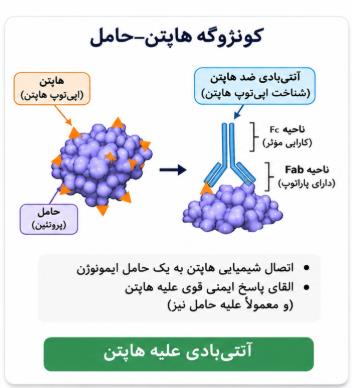 کونژوگه هاپتن–حامل
هاپتن
(اپی‌توپ هاپتن)
آنتی‌بادی ضد هاپتن
(شناخت اپی‌توپ هاپتن)
ناحیه Fc
(کارایی مؤثر)
ناحیه Fab
(دارای پاراتوپ)
حامل
(پروتئین)
• اتصال شیمیایی هاپتن به یک حامل ایمونوژن
• القای پاسخ ایمنی قوی علیه هاپتن
(و معمولاً علیه حامل نیز)
آنتی‌بادی علیه هاپتن